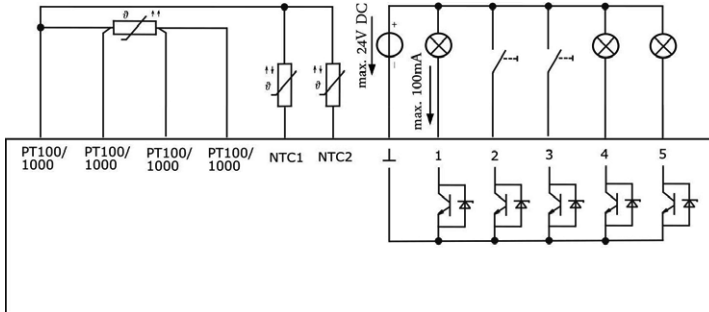 max. 24V DC
+
−
max. 100mA
PT100/
1000
PT100/
1000
PT100/
1000
PT100/
1000
NTC1
NTC2
⊥
1
2
3
4
5
ϑ
ϑ
ϑ